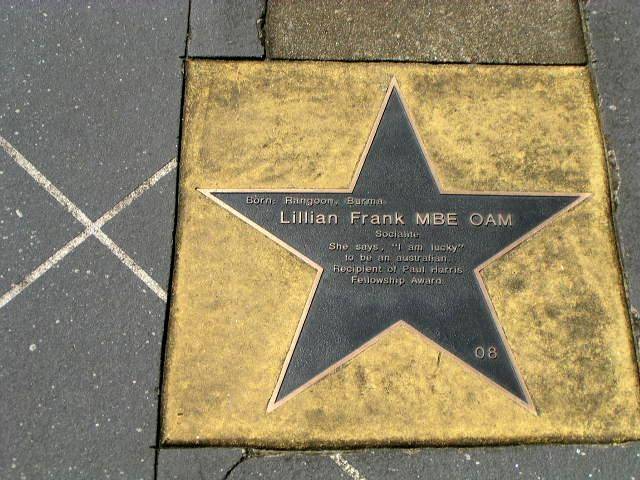 Born: Rangoon, Burma
Lillian Frank MBE OAM
Socialite
She says, "I am lucky"
to be an australian.
Recipient of Paul Harris
Fellowship Award
08